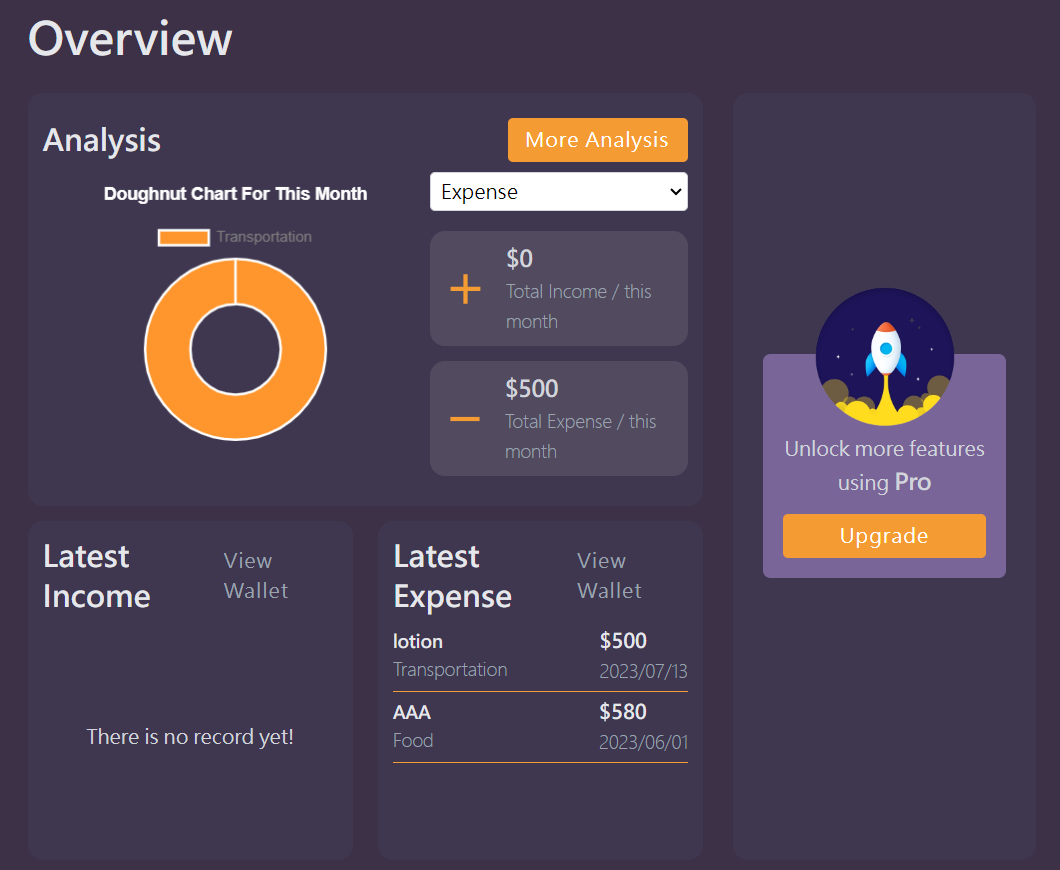 Overview
Analysis
More Analysis
Doughnut Chart For This Month
Transportation
Expense
$0
Total Income / this
month
$500
Total Expense / this
month
Latest
Income
View
Wallet
There is no record yet!
Latest
Expense
View
Wallet
lotion
$500
Transportation
2023/07/13
AAA
$580
Food
2023/06/01
Unlock more features
using Pro
Upgrade